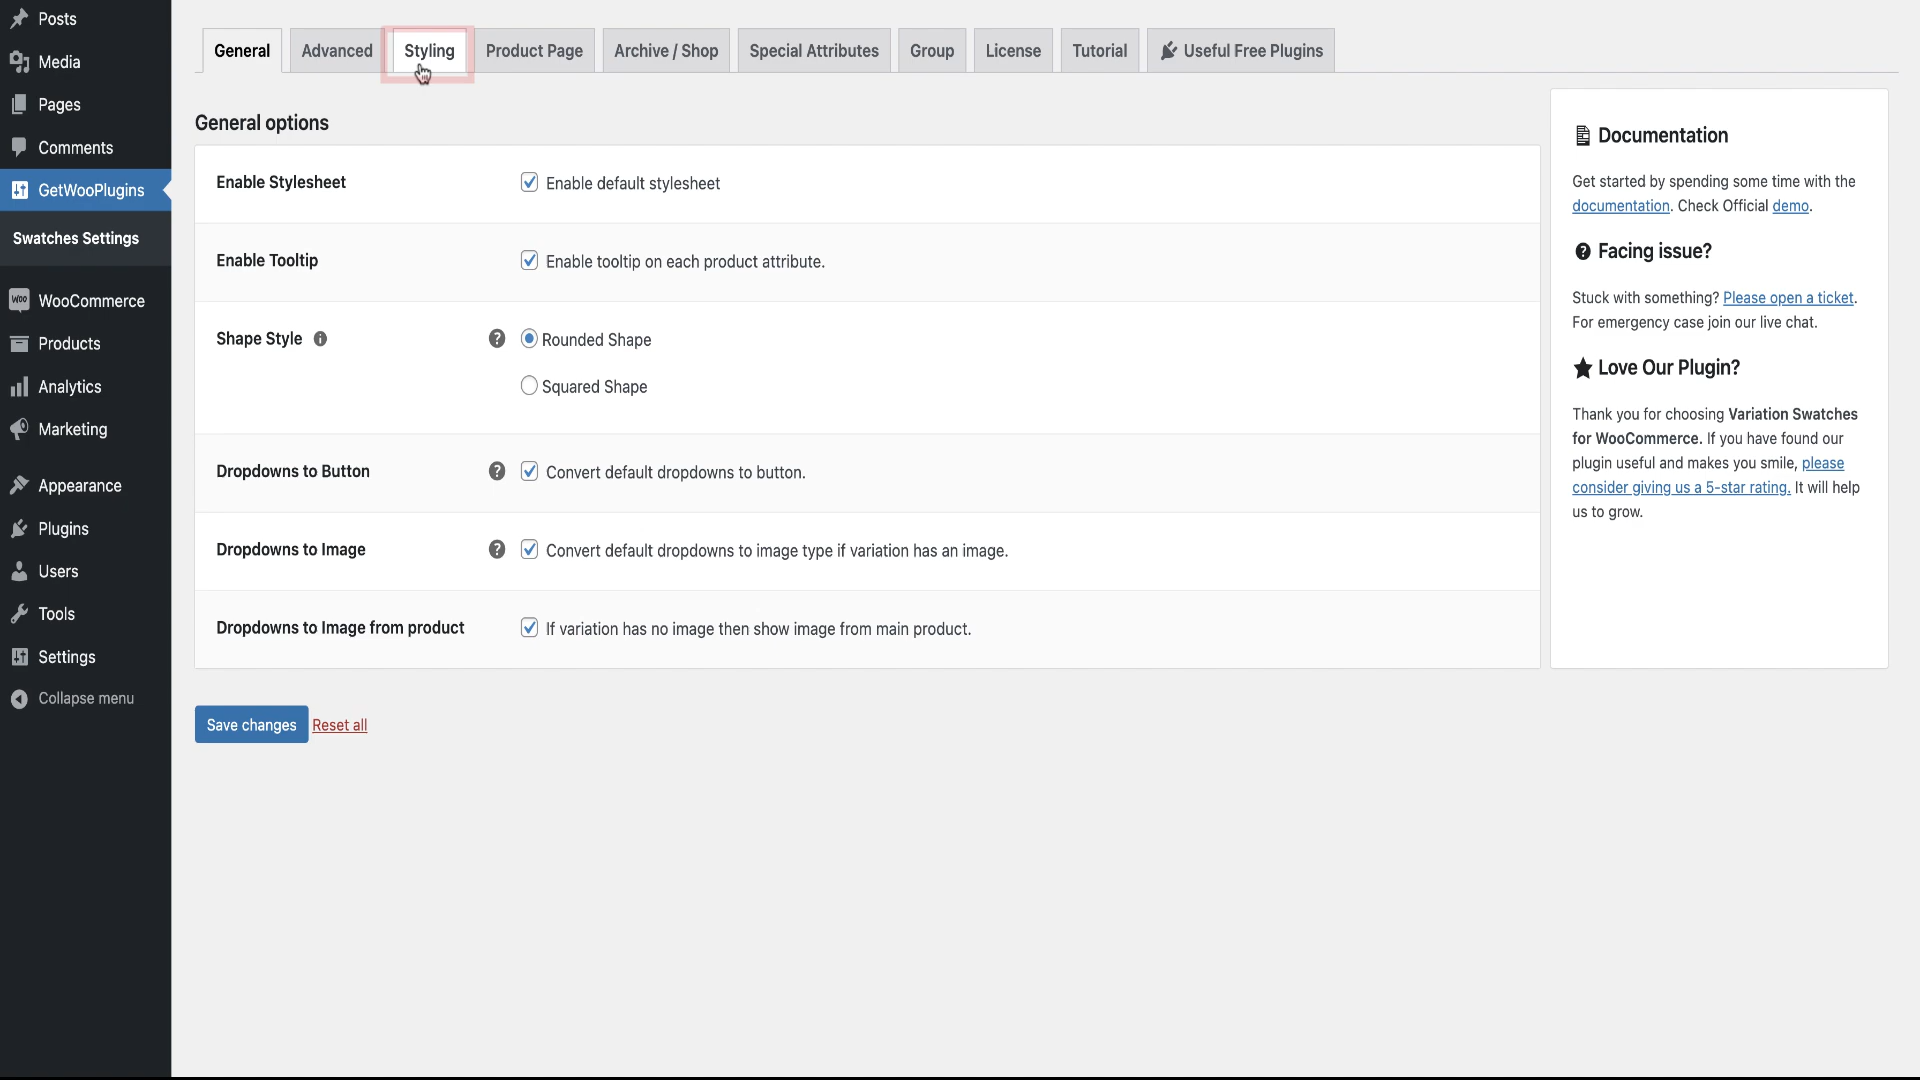 Posts
Media
Pages
Comments
GetWooPlugins
Swatches Settings
WooCommerce
Products
Analytics
Marketing
Appearance
Plugins
Users
Tools
Settings
Collapse menu
General Advanced Styling Product Page Archive / Shop Special Attributes Group License Tutorial Useful Free Plugins
General options
Enable Stylesheet Enable default stylesheet
Enable Tooltip Enable tooltip on each product attribute.
Shape Style Rounded Shape
Squared Shape
Dropdowns to Button Convert default dropdowns to button.
Dropdowns to Image Convert default dropdowns to image type if variation has an image.
Dropdowns to Image from product If variation has no image then show image from main product.
Save changes Reset all
Documentation
Get started by spending some time with the
documentation. Check Official demo.
Facing issue?
Stuck with something? Please open a ticket.
For emergency case join our live chat.
Love Our Plugin?
Thank you for choosing Variation Swatches
for WooCommerce. If you have found our
plugin useful and makes you smile, please
consider giving us a 5-star rating. It will help
us to grow.